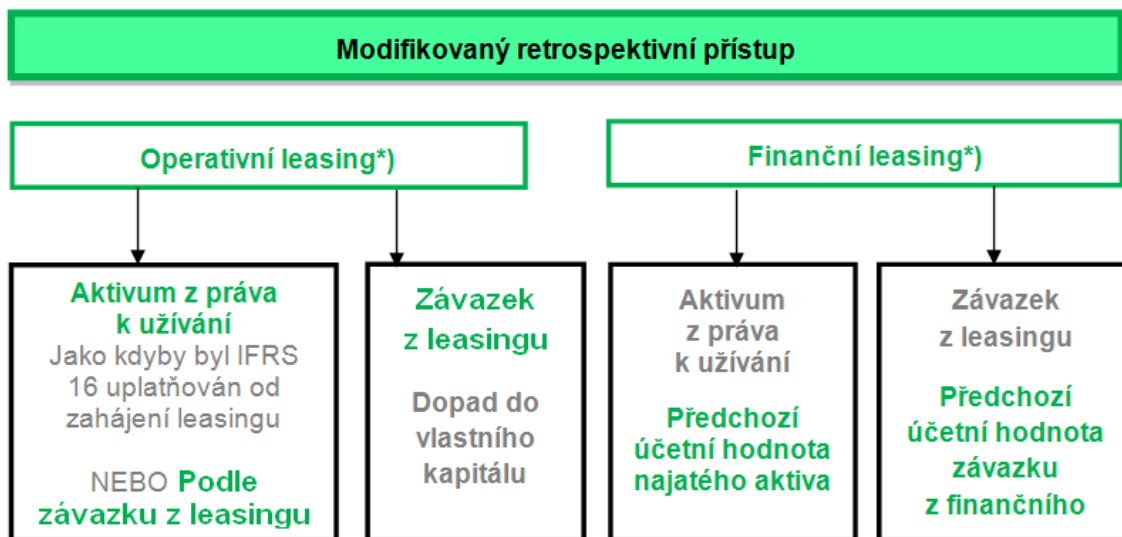 Modifikovaný retrospektivní přístup
Operativní leasing*)
Finanční leasing*)
Aktivum z práva
k užívání
Jako kdyby byl IFRS
16 uplatňován od
zahájení leasingu
NEBO Podle
závazku z leasingu
Závazek
z leasingu
Dopad do
vlastního
kapitálu
Aktivum
z práva
k užívání
Předchozí
účetní hodnota
najatého aktiva
Závazek
z leasingu
Předchozí
účetní hodnota
závazku
z finančního